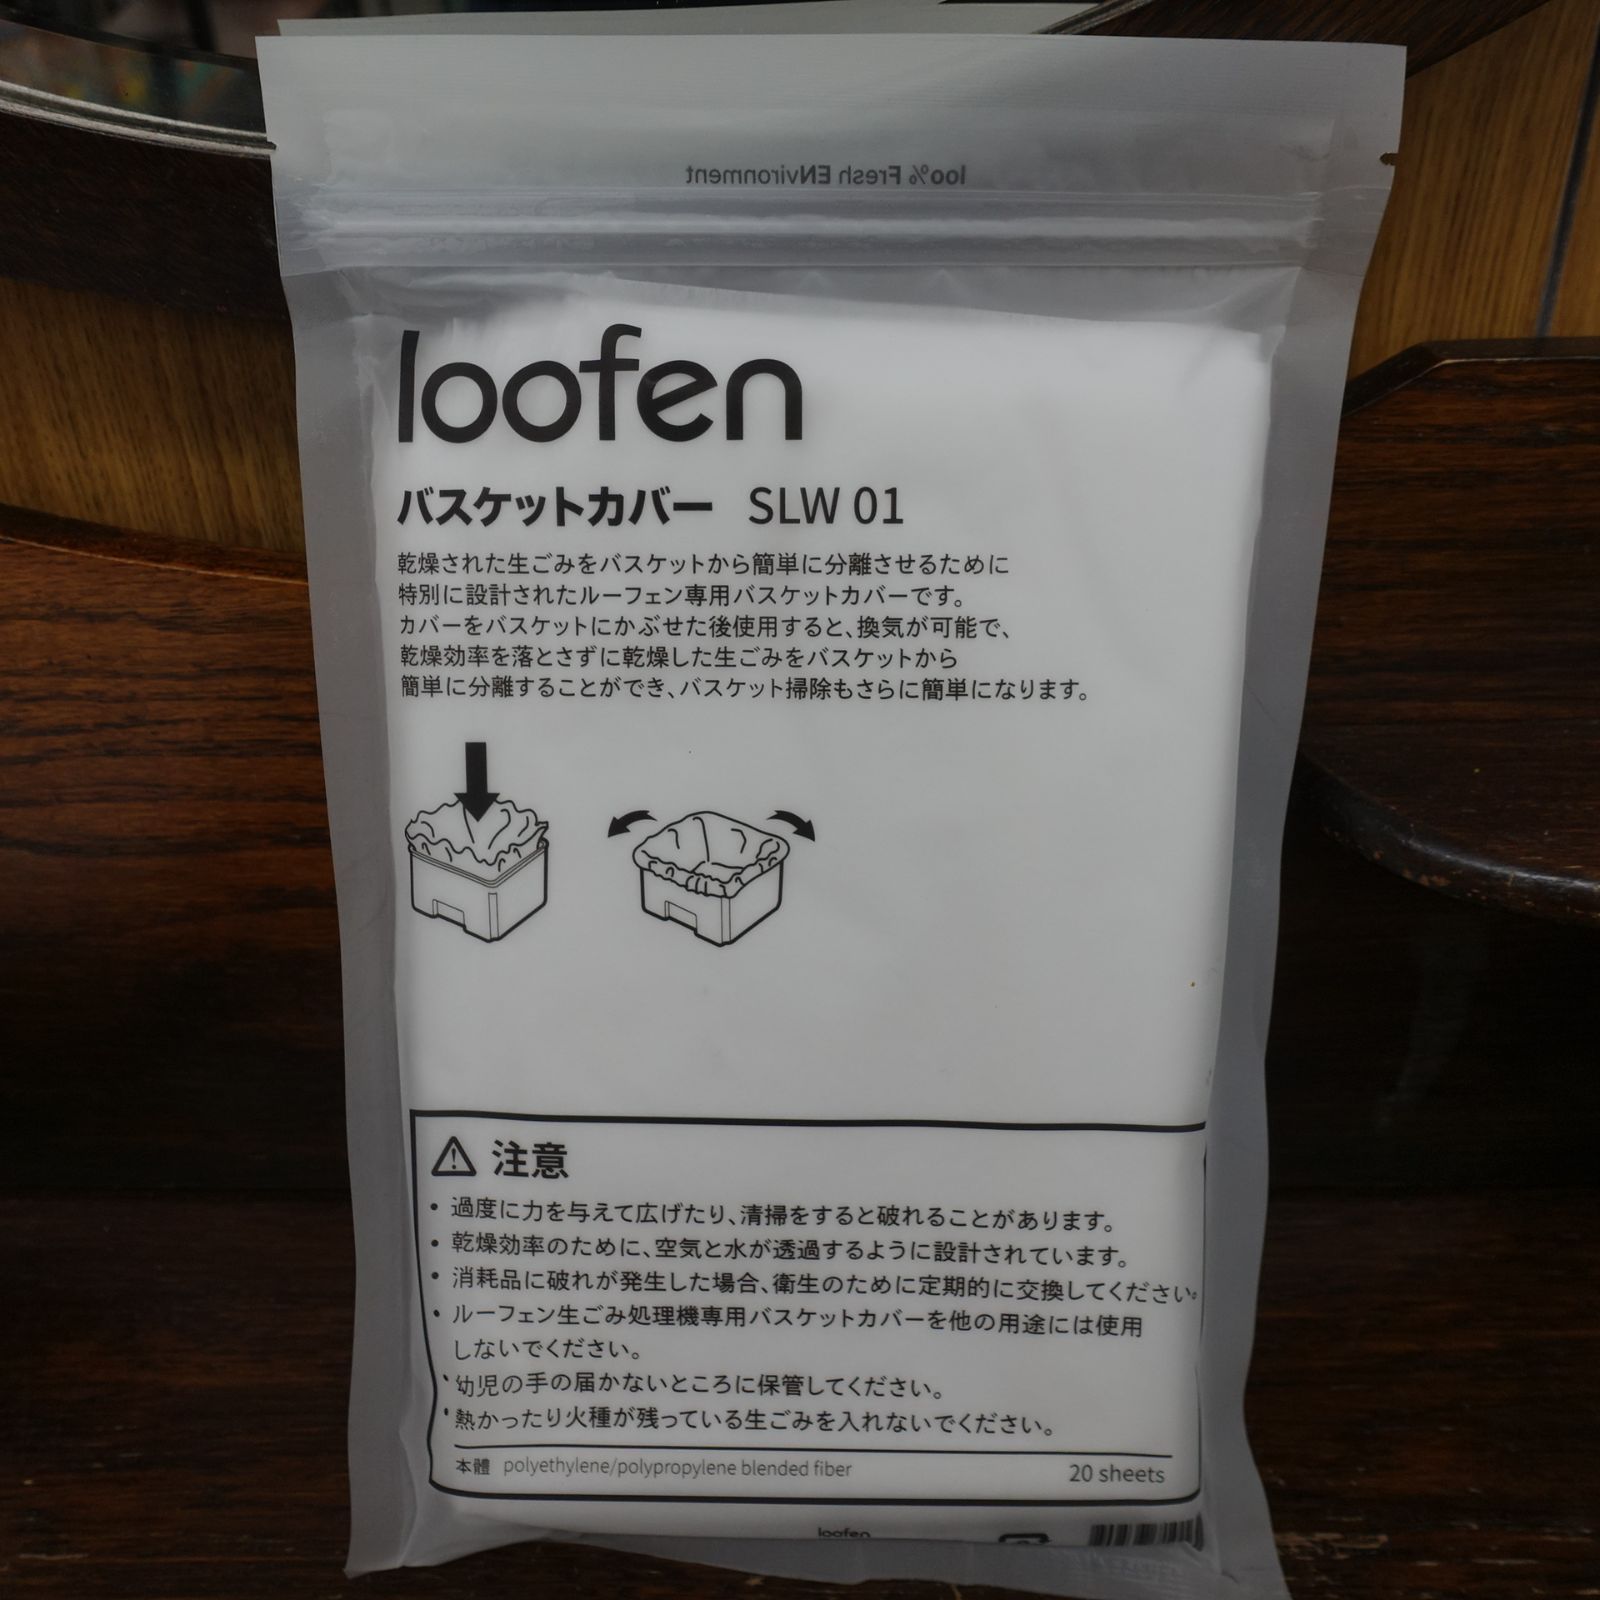 loo% Fresh ENvironment
loofen
バスケットカバー SLW 01
乾燥された生ごみをバスケットから簡単に分離させるために
特別に設計されたルーフェン専用バスケットカバーです。
カバーをバスケットにかぶせた後使用すると、換気が可能で、
乾燥効率を落とさずに乾燥した生ごみをバスケットから
簡単に分離することができ、バスケット掃除もさらに簡単になります。
注意
• 過度に力を与えて広げたり、清掃をすると破れることがあります。
• 乾燥効率のために、空気と水が透過するように設計されています。
• 消耗品に破れが発生した場合、衛生のために定期的に交換してください。
• ルーフェン生ごみ処理機専用バスケットカバーを他の用途には使用
しないでください。
• 幼児の手の届かないところに保管してください。
• 熱かったり火種が残っている生ごみを入れないでください。
本體 polyethylene/polypropylene blended fiber 20 sheets
loofen